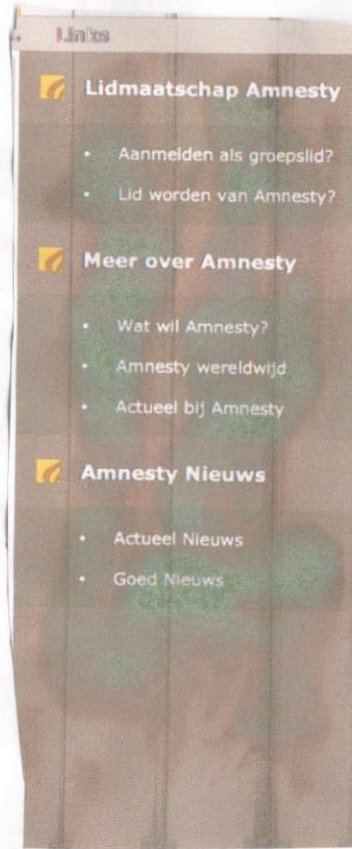 Links
Lidmaatschap Amnesty
• Aanmelden als groepslid?
• Lid worden van Amnesty?
Meer over Amnesty
• Wat wil Amnesty?
• Amnesty wereldwijd
• Actueel bij Amnesty
Amnesty Nieuws
• Actueel Nieuws
• Goed Nieuws